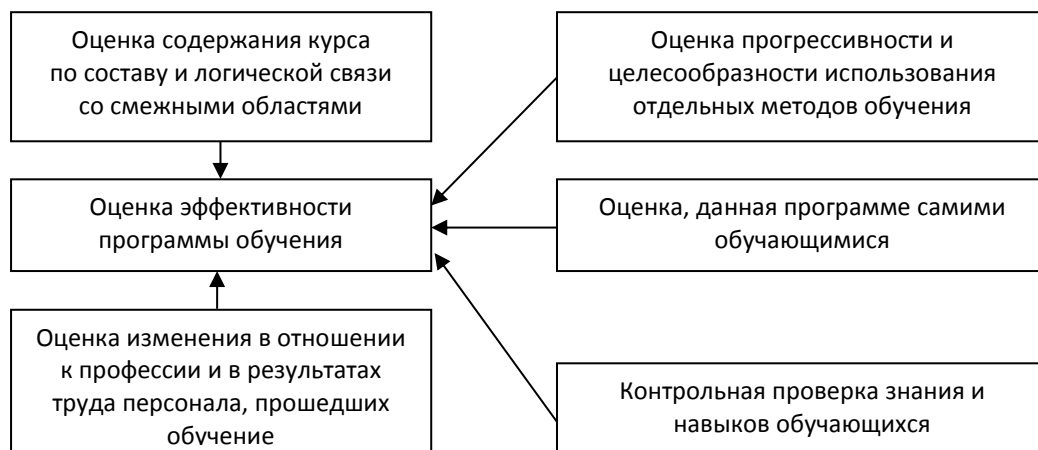 Оценка содержания курса
по составу и логической связи
со смежными областями
Оценка прогрессивности и
целесообразности использования
отдельных методов обучения
Оценка эффективности
программы обучения
Оценка, данная программе самими
обучающимися
Оценка изменения в отношении
к профессии и в результатах
труда персонала, прошедших
обучение
Контрольная проверка знания и
навыков обучающихся